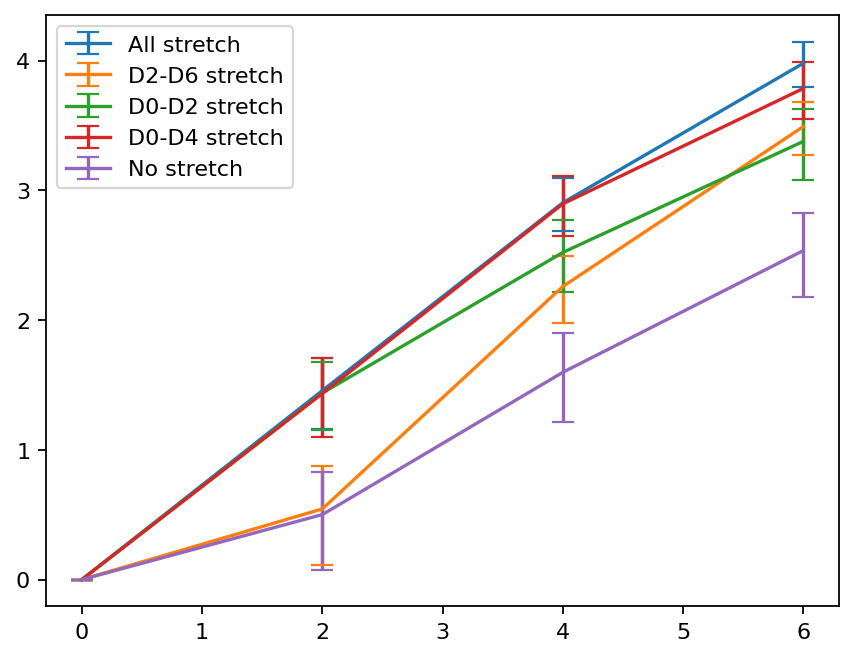 All stretch
D2-D6 stretch
D0-D2 stretch
D0-D4 stretch
No stretch
4
3
2
1
0
0 1 2 3 4 5 6